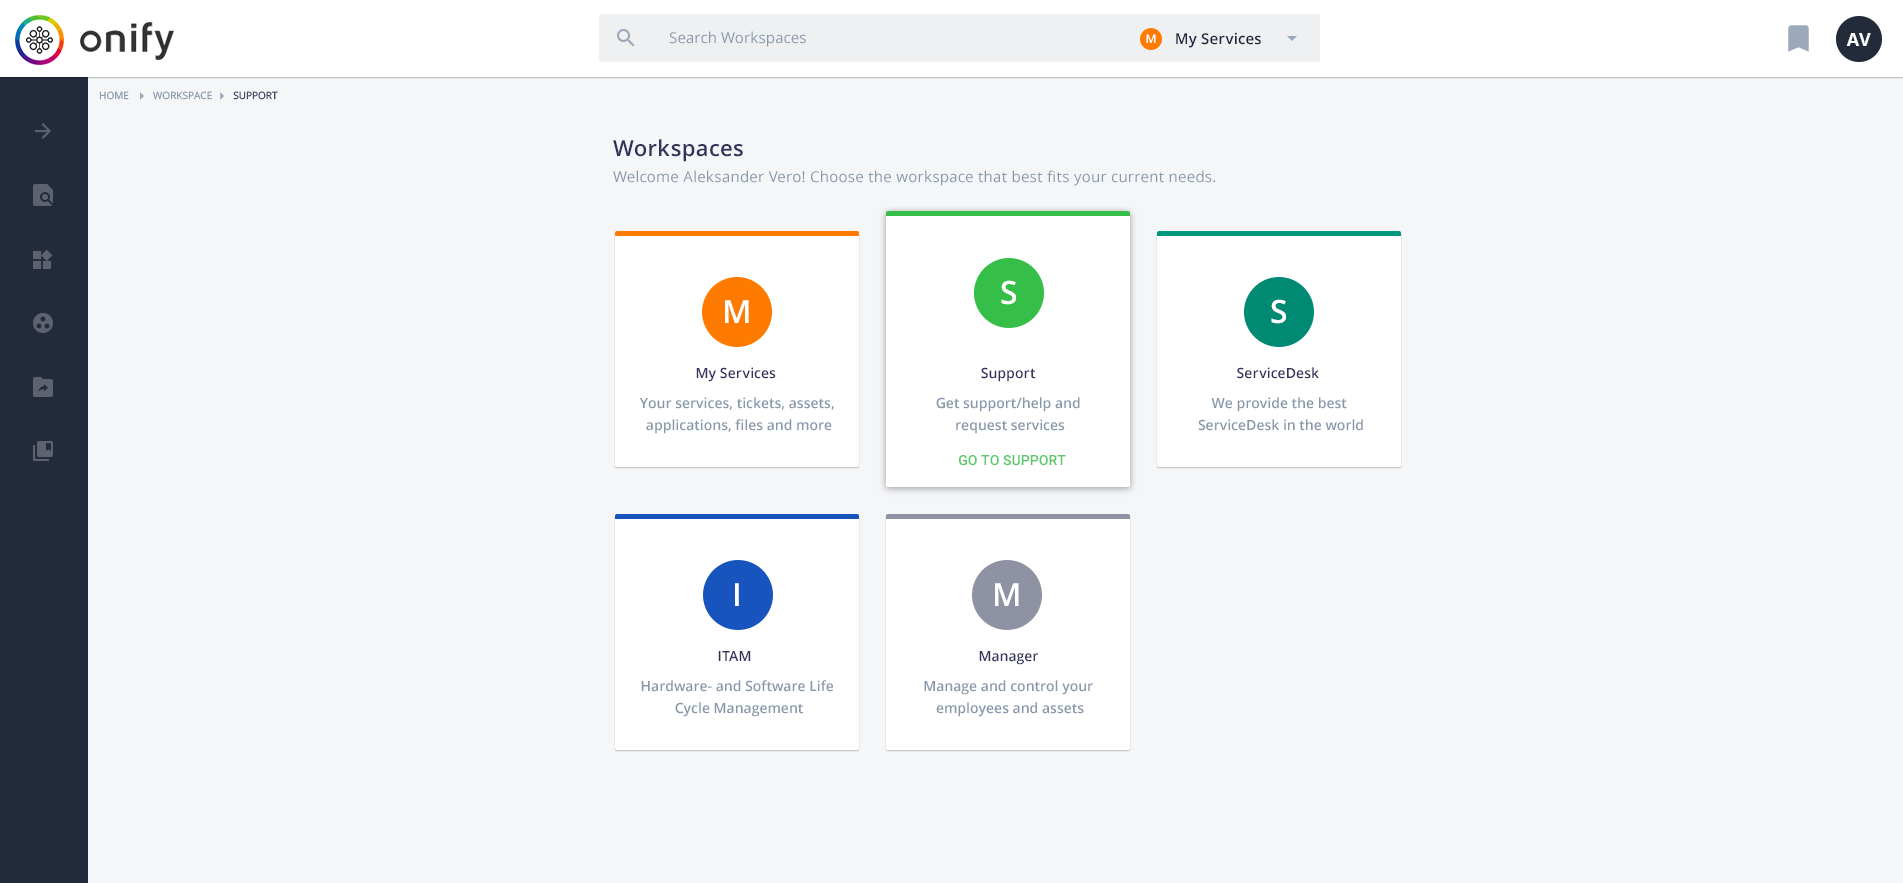 onify
Search Workspaces
M My Services
AV
HOME WORKSPACE SUPPORT
Workspaces
Welcome Aleksander Vero! Choose the workspace that best fits your current needs.
M
My Services
Your services, tickets, assets,
applications, files and more
S
Support
Get support/help and
request services
GO TO SUPPORT
S
ServiceDesk
We provide the best
ServiceDesk in the world
I
ITAM
Hardware- and Software Life
Cycle Management
M
Manager
Manage and control your
employees and assets